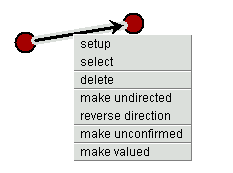 setup
select
delete
make undirected
reverse direction
make unconfirmed
make valued